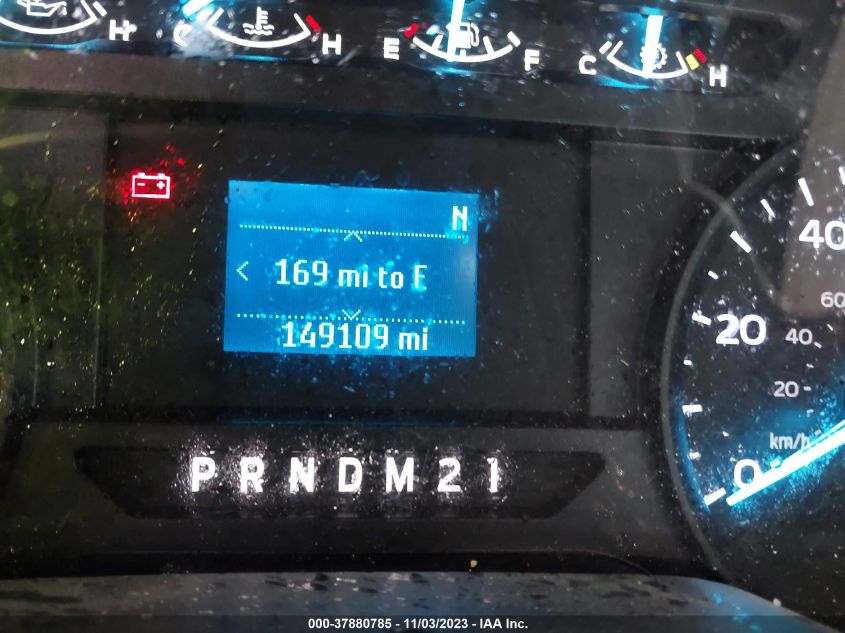 H
C H
E F
C H
N
< 169 mi to E
149109 mi
P R N D M 2 1
40
60
20 40
20
km/h
0
000-37880785 - 11/03/2023 - IAA Inc.